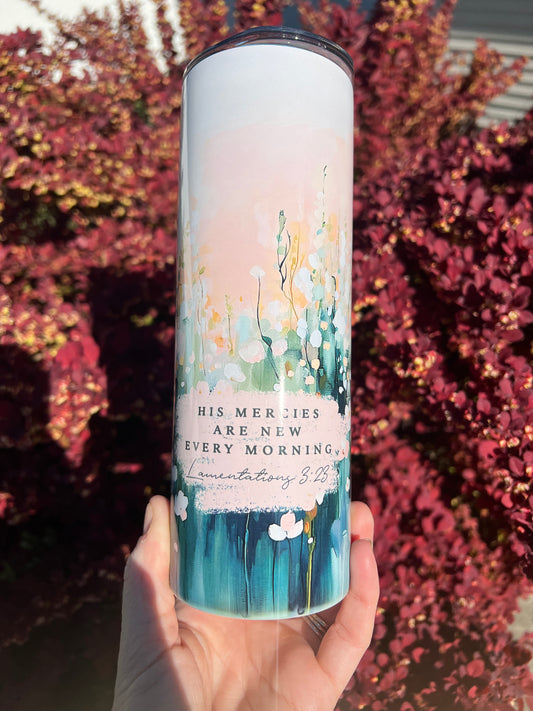 HIS MERCIES
ARE NEW
EVERY MORNING
Lamentations 3:23